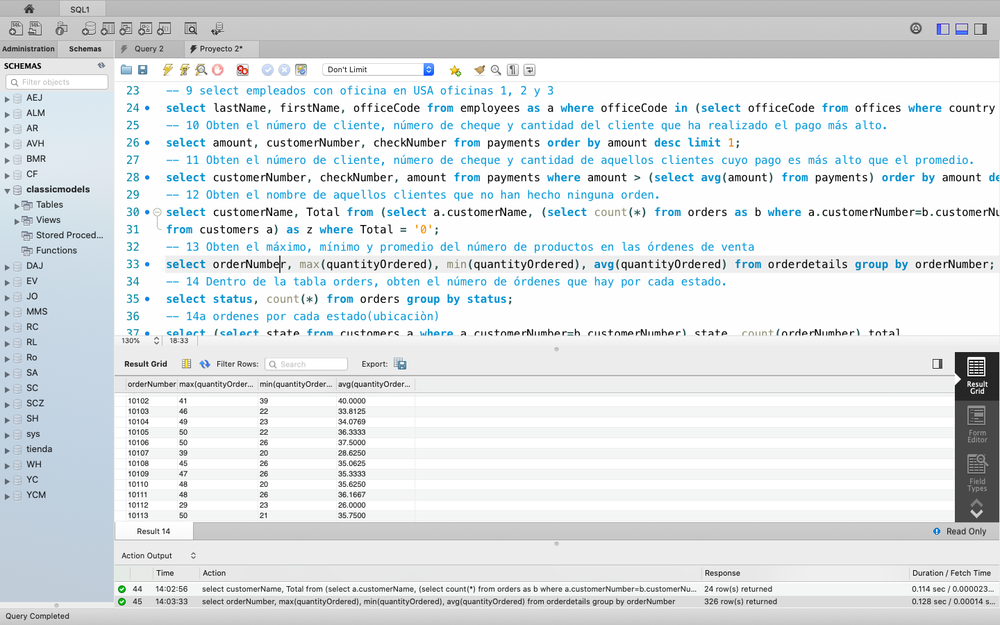 SQL1
Administration Schemas Query 2 Proyecto 2*
SCHEMAS
Filter objects
Don't Limit
AEJ
ALM
AR
AVH
BMR
CF
classicmodels
Tables
Views
Stored Proced...
Functions
DAJ
EV
JO
MMS
RC
RL
Ro
SA
SC
SCZ
SH
sys
tienda
WH
YC
YCM
23 -- 9 select empleados con oficina en USA oficinas 1, 2 y 3
24 select lastName, firstName, officeCode from employees as a where officeCode in (select officeCode from offices where country
25 -- 10 Obten el número de cliente, número de cheque y cantidad del cliente que ha realizado el pago más alto.
26 select amount, customerNumber, checkNumber from payments order by amount desc limit 1;
27 -- 11 Obten el número de cliente, número de cheque y cantidad de aquellos clientes cuyo pago es más alto que el promedio.
28 select customerNumber, checkNumber, amount from payments where amount > (select avg(amount) from payments) order by amount de
29 -- 12 Obten el nombre de aquellos clientes que no han hecho ninguna orden.
30 select customerName, Total from (select a.customerName, (select count(*) from orders as b where a.customerNumber=b.customerNu
31 from customers a) as z where Total = '0';
32 -- 13 Obten el máximo, mínimo y promedio del número de productos en las órdenes de venta
33 select orderNumber, max(quantityOrdered), min(quantityOrdered), avg(quantityOrdered) from orderdetails group by orderNumber;
34 -- 14 Dentro de la tabla orders, obten el número de órdenes que hay por cada estado.
35 select status, count(*) from orders group by status;
36 -- 14a ordenes por cada estado(ubicaciòn)
37 select (select state from customers a where a.customerNumber=b.customerNumber) state, count(orderNumber) total
130% 18:33
Result Grid Filter Rows: Search Export:
orderNumber max(quantityOrder... min(quantityOrder... avg(quantityOrder...
10102 41 39 40.0000
10103 46 22 33.8125
10104 49 23 34.0769
10105 50 22 36.3333
10106 50 26 37.5000
10107 39 20 28.6250
10108 45 26 35.0625
10109 47 26 35.3333
10110 48 20 35.6250
10111 48 26 36.1667
10112 29 23 26.0000
10113 50 21 35.7500
Result
Grid
Form
Editor
Field
Types
Result 14 Read Only
Action Output
Time Action Response Duration / Fetch Time
44 14:02:56 select customerName, Total from (select a.customerName, (select count(*) from orders as b where a.customerNumber=b.customerNu... 24 row(s) returned 0.114 sec / 0.000023...
45 14:03:33 select orderNumber, max(quantityOrdered), min(quantityOrdered), avg(quantityOrdered) from orderdetails group by orderNumber 326 row(s) returned 0.128 sec / 0.00014 s...
Query Completed